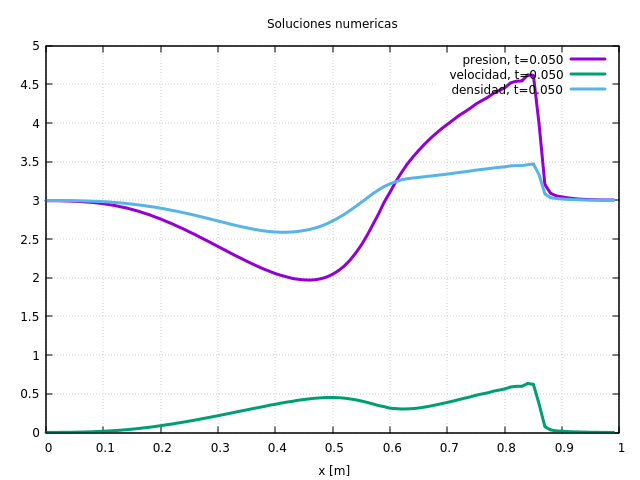 Soluciones numericas
presion, t=0.050
velocidad, t=0.050
densidad, t=0.050
5
4.5
4
3.5
3
2.5
2
1.5
1
0.5
0
0 0.1 0.2 0.3 0.4 0.5 0.6 0.7 0.8 0.9 1
x [m]